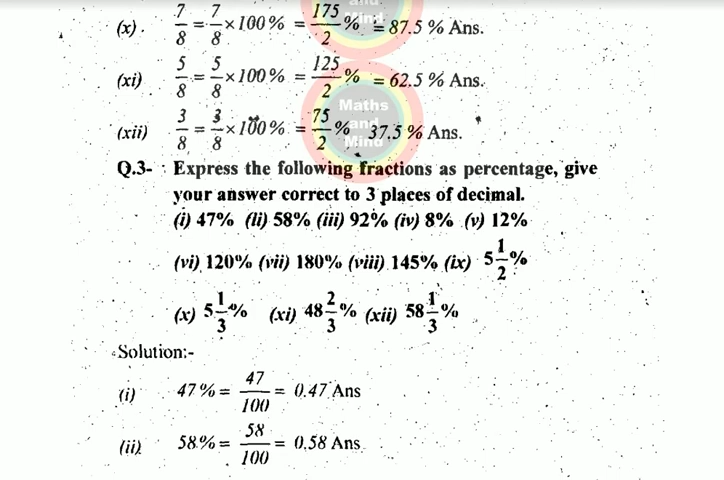 (x). 7/8 = 7/8 × 100 % = 175/2 % = 87.5 % Ans.
(xi) 5/8 = 5/8 × 100 % = 125/2 % = 62.5 % Ans.
(xii) 3/8 = 3/8 × 100 % = 75/2 % 37.5 % Ans.
Maths and Mind
Q.3- Express the following fractions as percentage, give
your answer correct to 3 places of decimal.
(i) 47% (Ii) 58% (iii) 92% (iv) 8% (v) 12%
(vi) 120% (vii) 180% (viii) 145% (ix) 5 1/2 %
(x) 5 1/3 % (xi) 48 2/3 % (xii) 58 1/3 %
Solution:-
(i) 47% = 47/100 = 0.47 Ans
(ii) 58% = 58/100 = 0.58 Ans